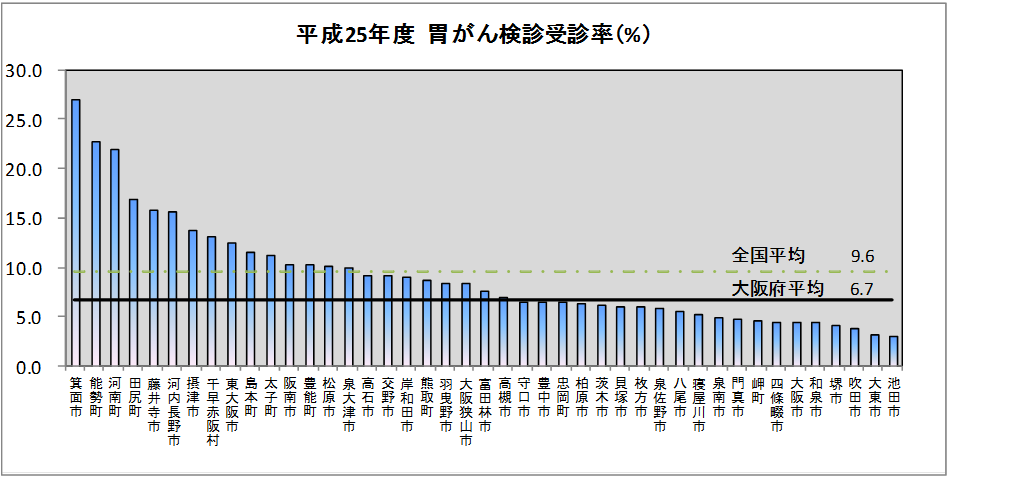 平成25年度 胃がん検診受診率(%)
30.0
25.0
20.0
15.0
10.0
5.0
0.0
全国平均 9.6
大阪府平均 6.7
箕面市
能勢町
河南町
田尻町
藤井寺市
河内長野市
摂津市
千早赤阪村
東大阪市
島本町
太子町
阪南市
豊能町
松原市
泉大津市
高石市
交野市
岸和田市
熊取町
羽曳野市
大阪狭山市
富田林市
高槻市
守口市
豊中市
忠岡町
柏原市
茨木市
貝塚市
枚方市
泉佐野市
八尾市
寝屋川市
泉南市
門真市
岬町
四條畷市
大阪市
和泉市
堺市
吹田市
大東市
池田市